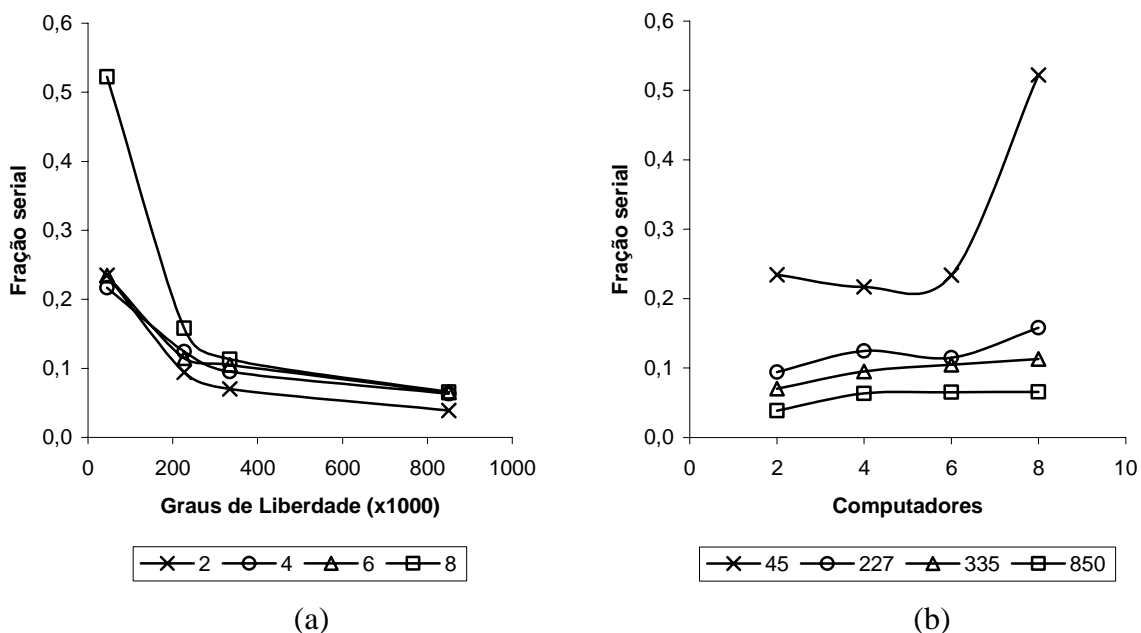 0,6
0,5
0,4
0,3
0,2
0,1
0,0
Fração serial
0 200 400 600 800 1000
Graus de Liberdade (x1000)
2 4 6 8
(a)
0,6
0,5
0,4
0,3
0,2
0,1
0,0
Fração serial
0 2 4 6 8 10
Computadores
45 227 335 850
(b)